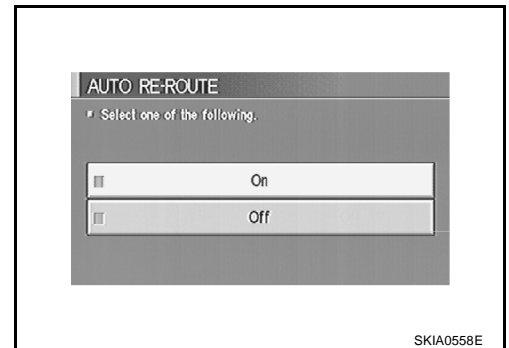 AUTO RE-ROUTE
Select one of the following.
On
Off
SKIA0558E